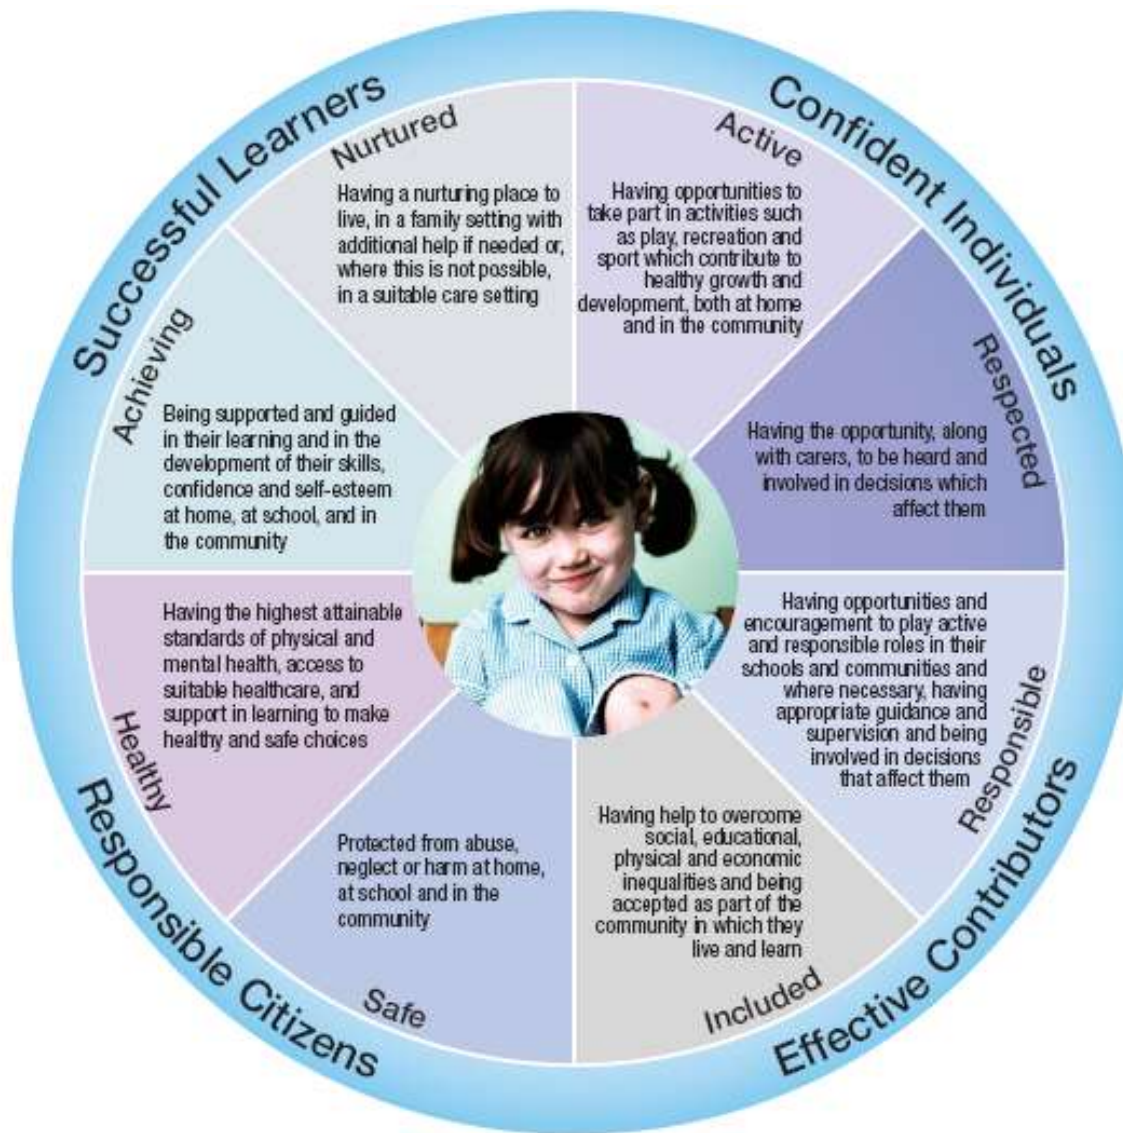 Successful Learners
Confident Individuals
Nurtured
Having a nurturing place to
live, in a family setting with
additional help if needed or,
where this is not possible,
in a suitable care setting
Active
Having opportunities to
take part in activities such
as play, recreation and
sport which contribute to
healthy growth and
development, both at home
and in the community
Achieving
Being supported and guided
in their learning and in the
development of their skills,
confidence and self-esteem
at home, at school, and in
the community
Respected
Having the opportunity, along
with carers, to be heard and
involved in decisions which
affect them
Healthy
Having the highest attainable
standards of physical and
mental health, access to
suitable healthcare, and
support in learning to make
healthy and safe choices
Responsible
Having opportunities and
encouragement to play active
and responsible roles in their
schools and communities and
where necessary, having
appropriate guidance and
supervision and being
involved in decisions
that affect them
Safe
Protected from abuse,
neglect or harm at home,
at school and in the
community
Included
Having help to overcome
social, educational,
physical and economic
inequalities and being
accepted as part of the
community in which they
live and learn
Responsible Citizens
Effective Contributors